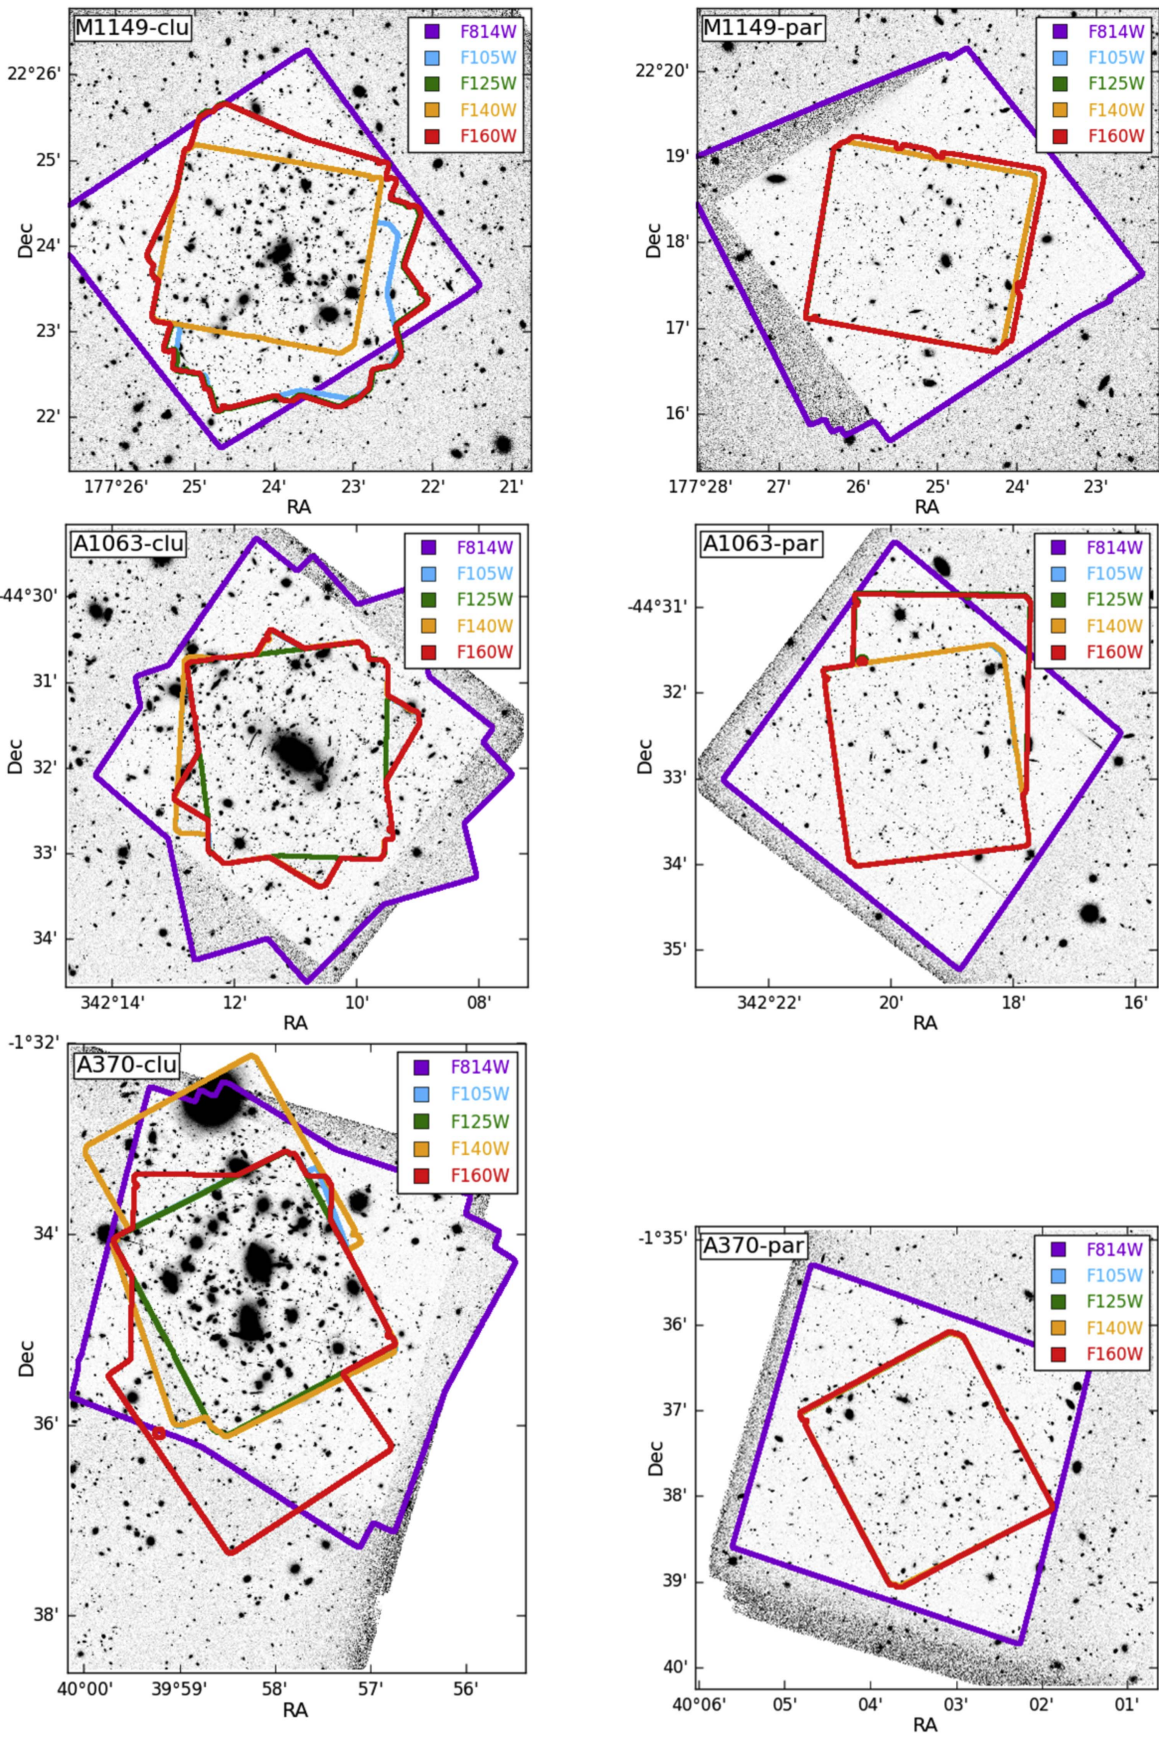 M1149-clu
F814W
F105W
F125W
F140W
F160W
22°26'
25'
24'
23'
22'
Dec
177°26' 25' 24' 23' 22' 21'
RA
M1149-par
F814W
F105W
F125W
F140W
F160W
22°20'
19'
18'
17'
16'
Dec
177°28' 27' 26' 25' 24' 23'
RA
A1063-clu
F814W
F105W
F125W
F140W
F160W
-44°30'
31'
32'
33'
34'
Dec
342°14' 12' 10' 08'
RA
A1063-par
F814W
F105W
F125W
F140W
F160W
-44°31'
32'
33'
34'
35'
Dec
342°22' 20' 18' 16'
RA
A370-clu
F814W
F105W
F125W
F140W
F160W
-1°32'
34'
36'
38'
Dec
40°00' 39°59' 58' 57' 56'
RA
A370-par
F814W
F105W
F125W
F140W
F160W
-1°35'
36'
37'
38'
39'
40'
Dec
40°06' 05' 04' 03' 02' 01'
RA